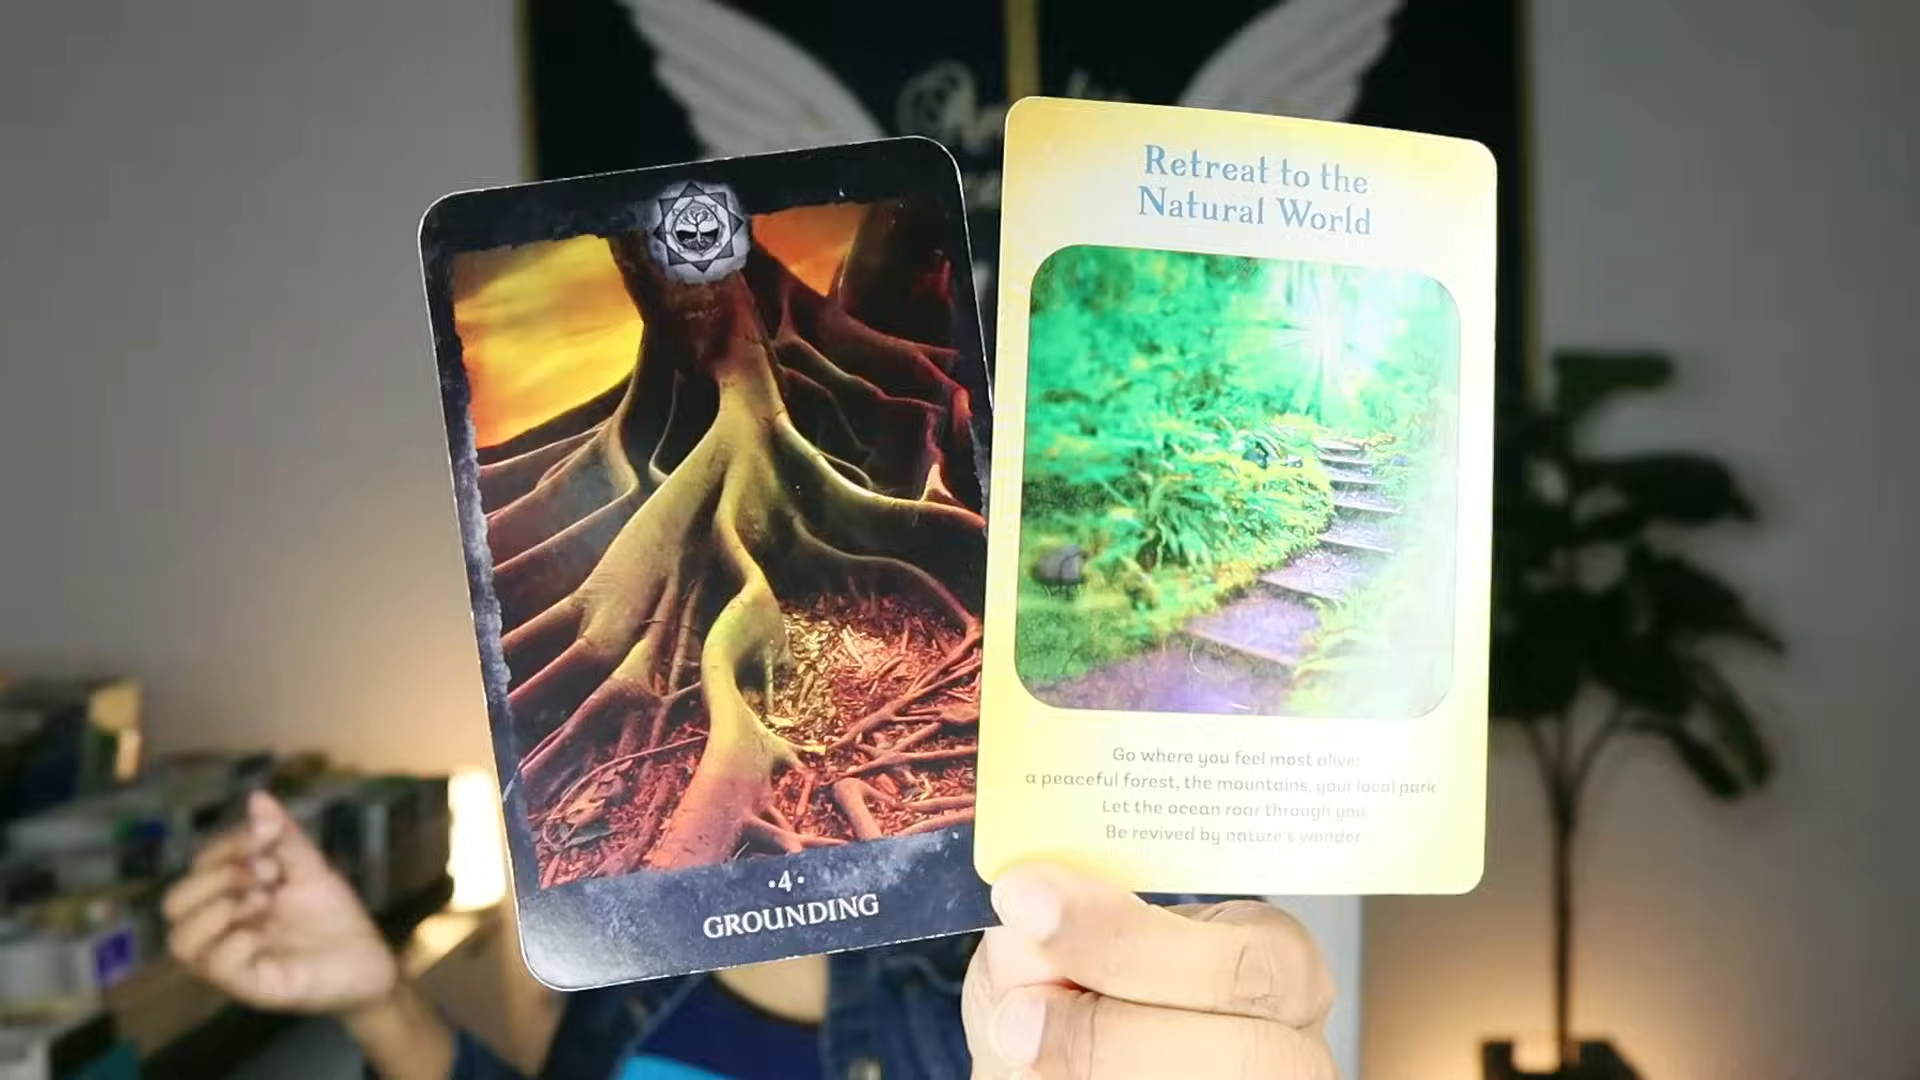 ·4·
GROUNDING
Retreat to the
Natural World
Go where you feel most alive:
a peaceful forest, the mountains, your local park
Let the ocean roar through you
Be revived by nature's wonder